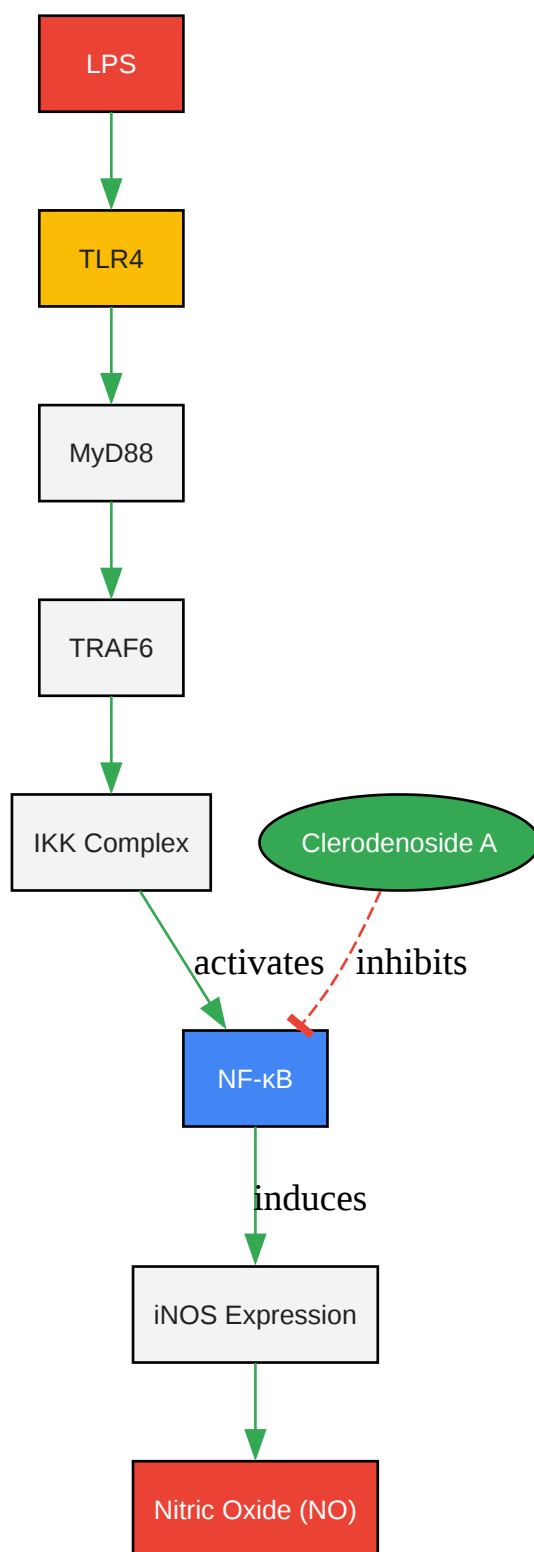 LPS
TLR4
MyD88
TRAF6
IKK Complex
Clerodenoside A
activates
inhibits
NF-κB
induces
iNOS Expression
Nitric Oxide (NO)